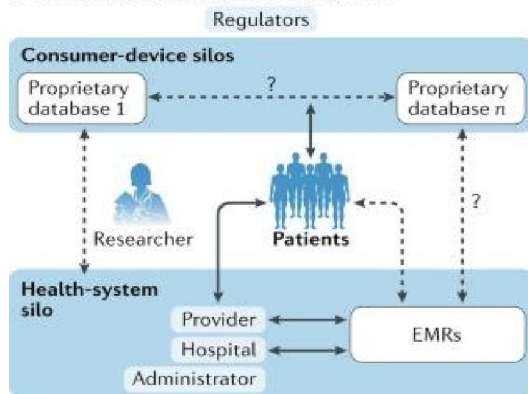 Regulators
Consumer-device silos
Proprietary
database 1
?
Proprietary
database n
?
Researcher
Patients
Health-system
silo
Provider
Hospital
Administrator
EMRs